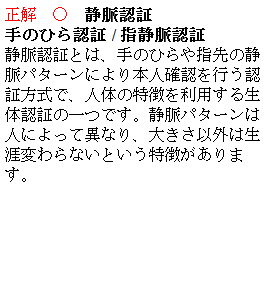 正解　○　静脈認証
手のひら認証 / 指静脈認証
静脈認証とは、手のひらや指先の静
脈パターンにより本人確認を行う認
証方式で、人体の特徴を利用する生
体認証の一つです。静脈パターンは
人によって異なり、大きさ以外は生
涯変わらないという特徴がありま
す。